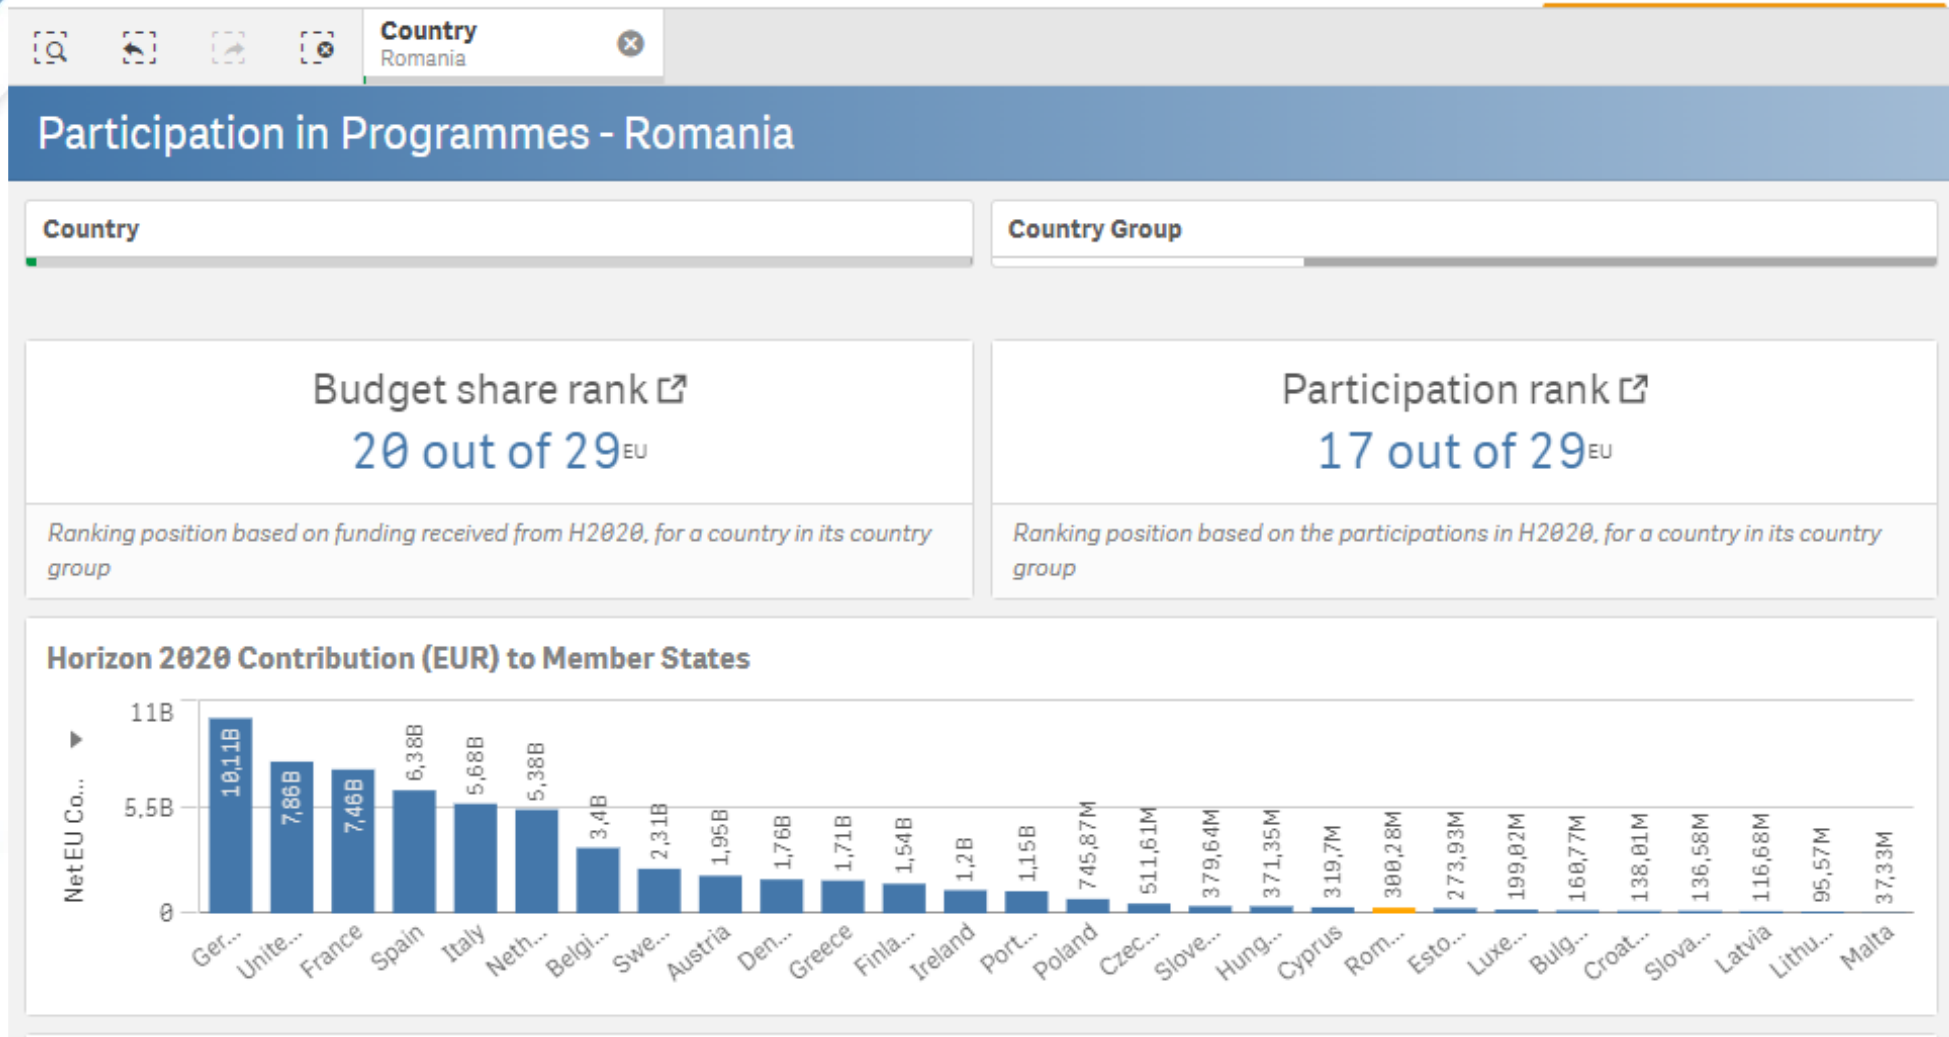 Country
Romania
Participation in Programmes - Romania
Country
Country Group
Budget share rank
20 out of 29 EU
Ranking position based on funding received from H2020, for a country in its country
group
Participation rank
17 out of 29 EU
Ranking position based on the participations in H2020, for a country in its country
group
Horizon 2020 Contribution (EUR) to Member States
Net EU Co...
11B
5,5B
0
10,11B
7,86B
7,46B
6,38B
5,68B
5,38B
3,4B
2,31B
1,95B
1,76B
1,71B
1,54B
1,2B
1,15B
745,87M
511,61M
379,64M
371,35M
319,7M
300,28M
273,93M
199,02M
160,77M
138,01M
136,58M
116,68M
95,57M
37,33M
Ger...
Unite...
France
Spain
Italy
Neth...
Belgi...
Swe...
Austria
Den...
Greece
Finla...
Ireland
Port...
Poland
Czec...
Slove...
Hung...
Cyprus
Rom...
Esto...
Luxe...
Bulg...
Croat...
Slova...
Latvia
Lithu...
Malta